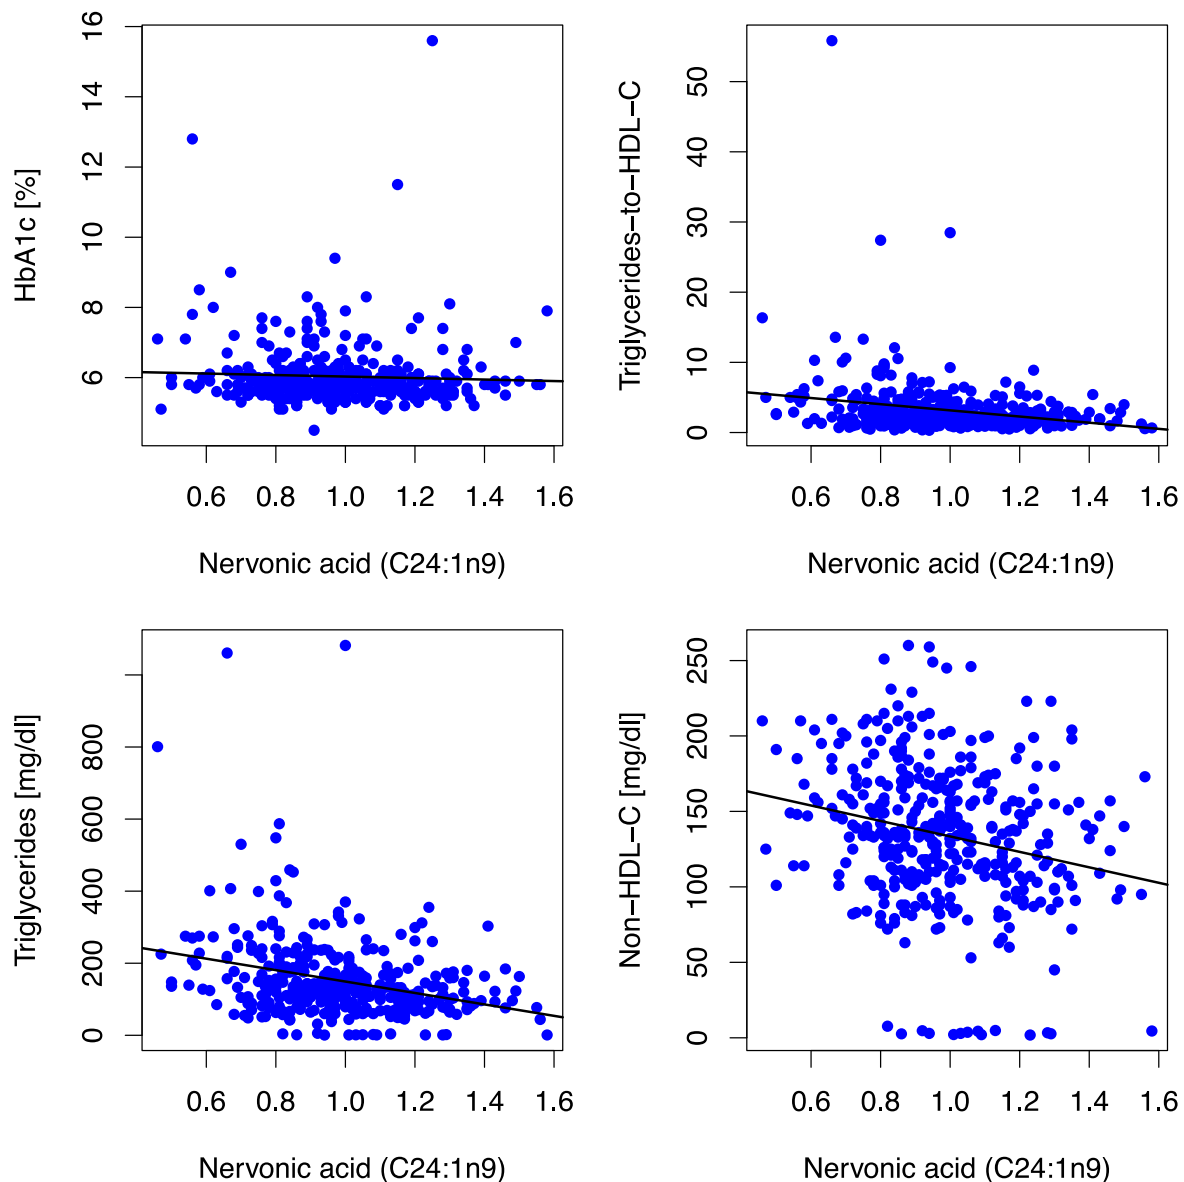 HbA1c [%]
6 8 10 12 14 16
0.6 0.8 1.0 1.2 1.4 1.6
Nervonic acid (C24:1n9)
Triglycerides−to−HDL−C
0 10 20 30 40 50
0.6 0.8 1.0 1.2 1.4 1.6
Nervonic acid (C24:1n9)
Triglycerides [mg/dl]
0 200 400 600 800
0.6 0.8 1.0 1.2 1.4 1.6
Nervonic acid (C24:1n9)
Non−HDL−C [mg/dl]
0 50 100 150 200 250
0.6 0.8 1.0 1.2 1.4 1.6
Nervonic acid (C24:1n9)